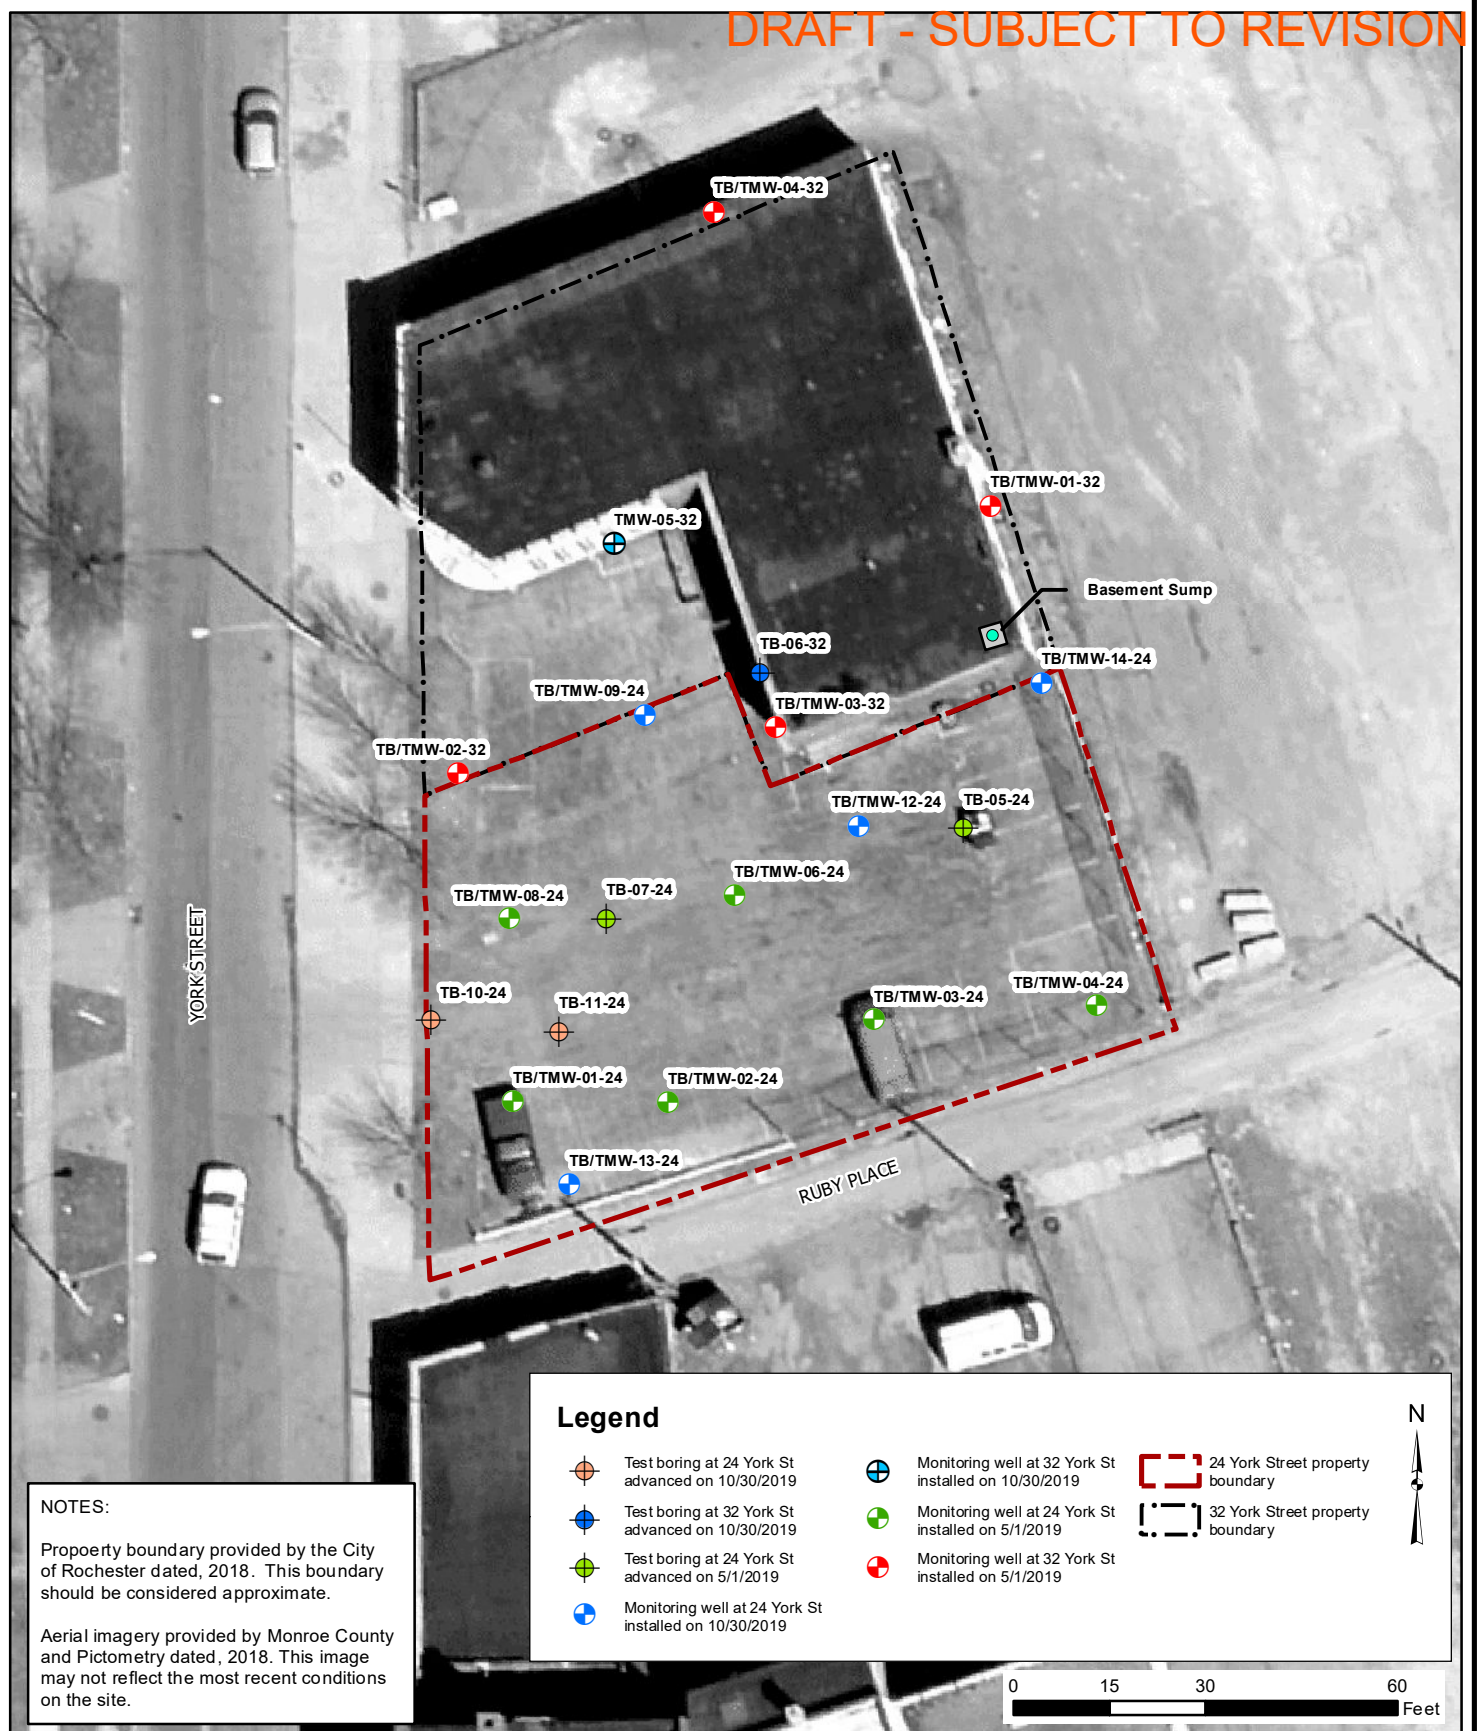 DRAFT - SUBJECT TO REVISION
TB/TMW-04-32
TB/TMW-01-32
TMW-05-32
Basement Sump
TB-06-32
TB/TMW-14-24
TB/TMW-09-24
TB/TMW-03-32
TB/TMW-02-32
TB/TMW-12-24
TB-05-24
TB/TMW-06-24
TB/TMW-08-24
TB-07-24
YORK STREET
TB/TMW-04-24
TB-10-24
TB-11-24
TB/TMW-03-24
TB/TMW-01-24
TB/TMW-02-24
TB/TMW-13-24
RUBY PLACE
Legend
Test boring at 24 York St
advanced on 10/30/2019
Test boring at 32 York St
advanced on 10/30/2019
Test boring at 24 York St
advanced on 5/1/2019
Monitoring well at 24 York St
installed on 10/30/2019
Monitoring well at 32 York St
installed on 10/30/2019
Monitoring well at 24 York St
installed on 5/1/2019
Monitoring well at 32 York St
installed on 5/1/2019
24 York Street property
boundary
32 York Street property
boundary
N
NOTES:
Propoerty boundary provided by the City
of Rochester dated, 2018. This boundary
should be considered approximate.
Aerial imagery provided by Monroe County
and Pictometry dated, 2018. This image
may not reflect the most recent conditions
on the site.
0 15 30 60
Feet